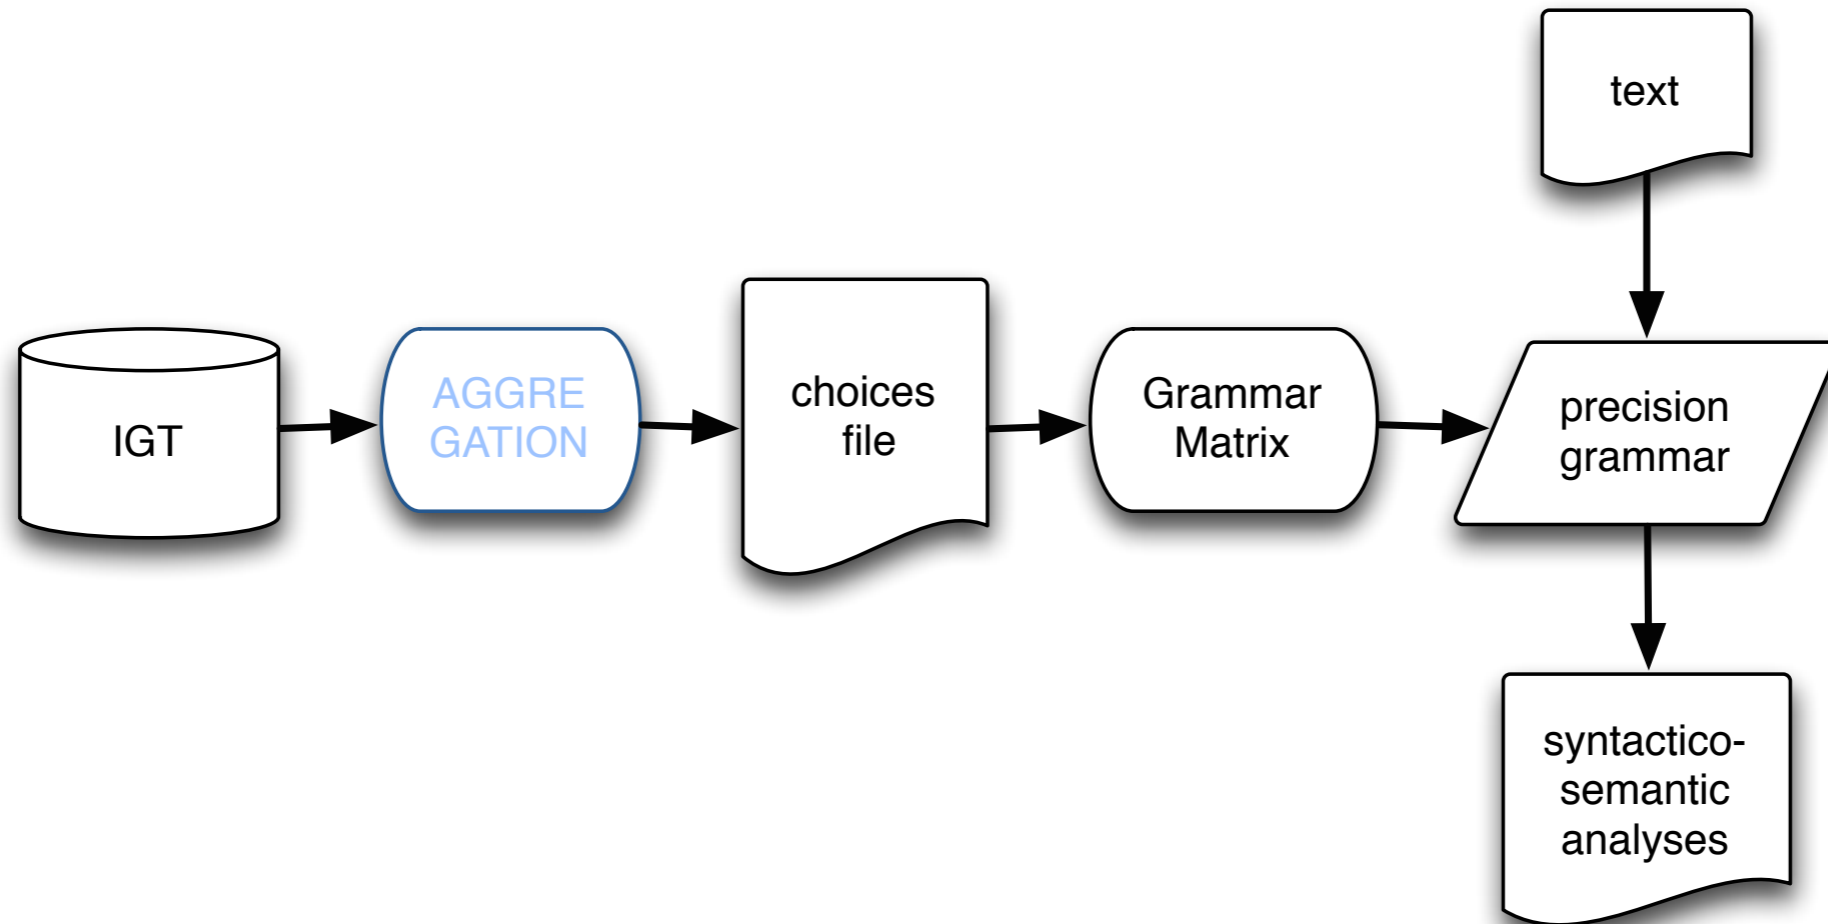 text
IGT
AGGRE
GATION
choices
file
Grammar
Matrix
precision
grammar
syntactico-
semantic
analyses